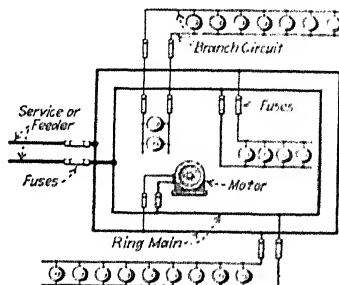 Branch Circuit
Service or
Feeder
Fuses
Fuses
Motor
Ring Main